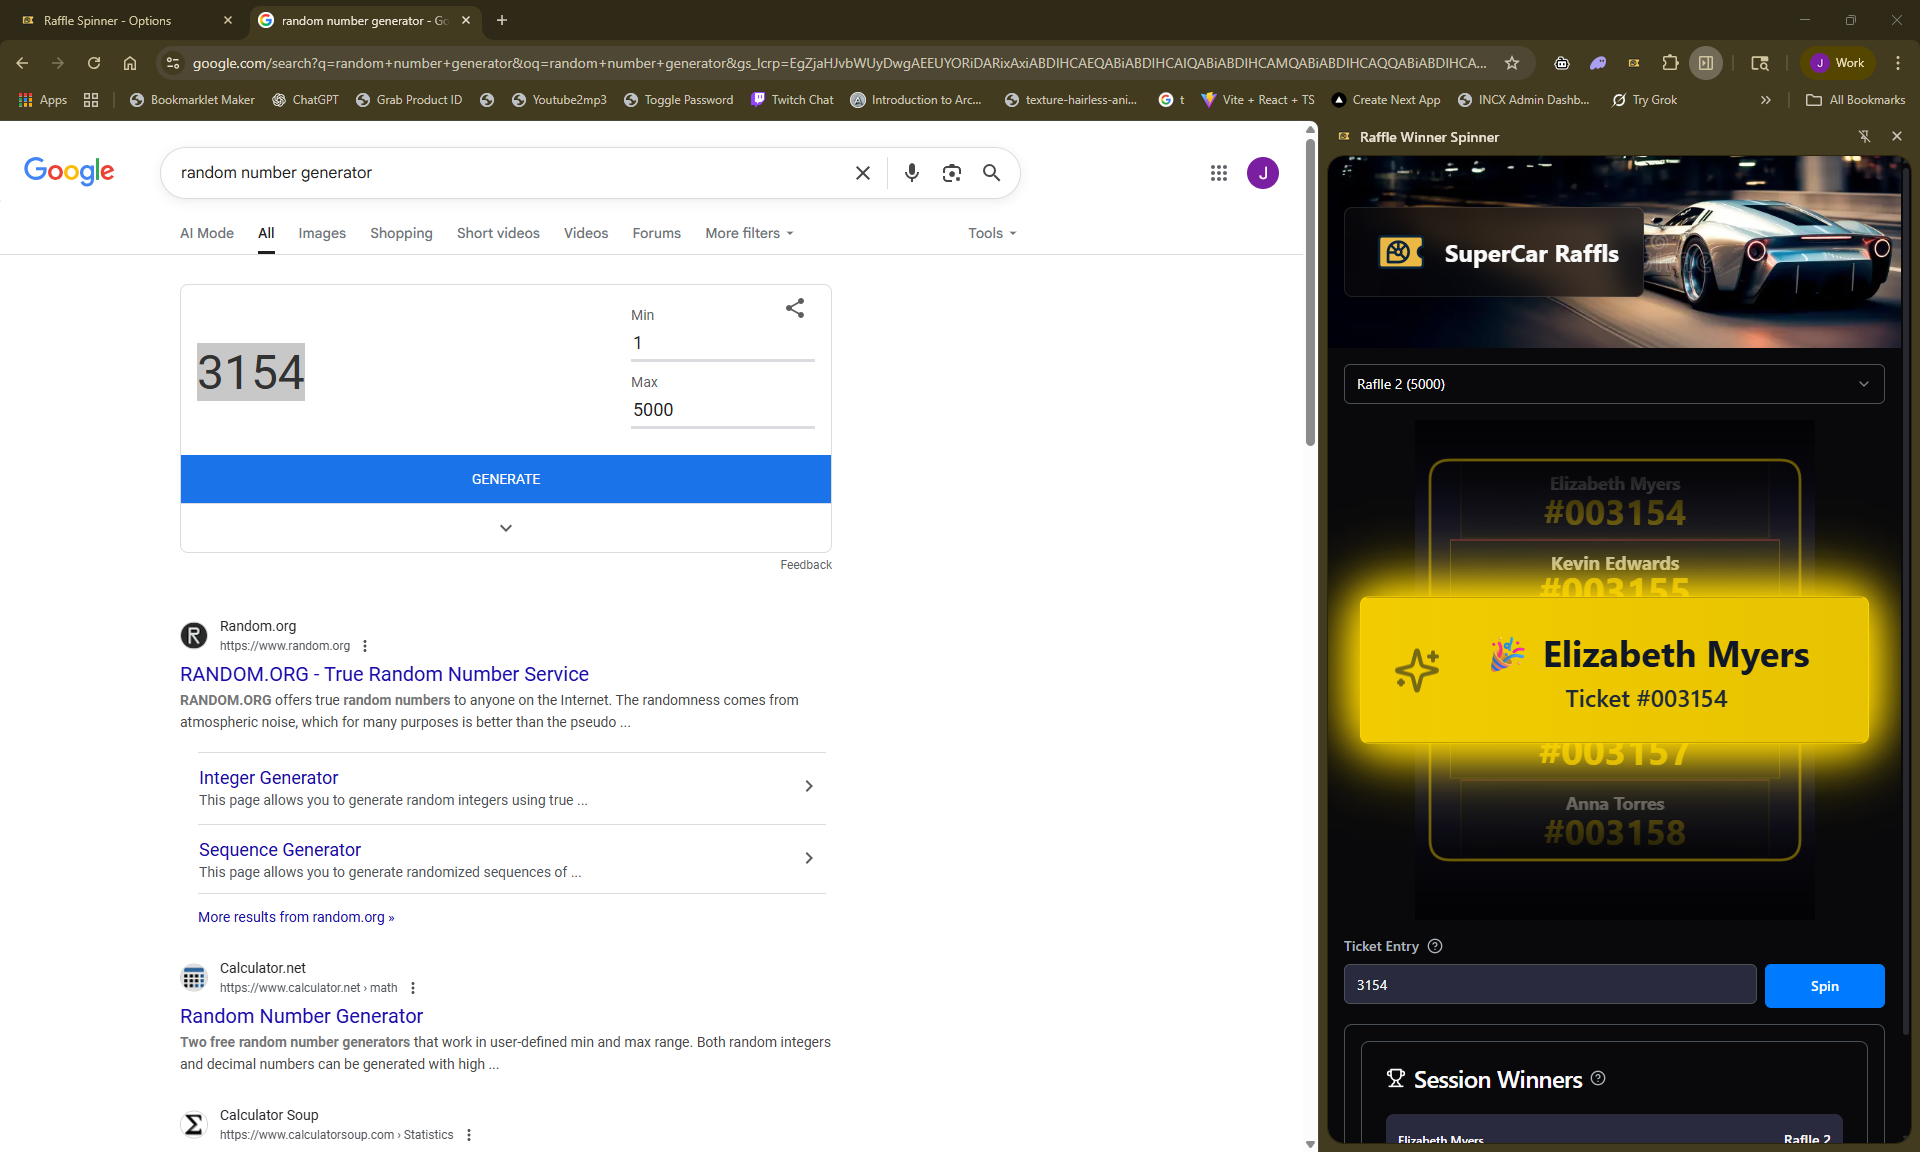 Raffle Spinner - Options
random number generator - Go
google.com/search?q=random+number+generator&oq=random+number+generator&gs_lcrp=EgZjaHJvbWUyDwgAEEUYORiDARixAxiABDIHCAEQABiABDIHCAIQABiABDIHCAMQABiABDIHCAQQABiABDIHCA...
J Work
Apps
Bookmarklet Maker
ChatGPT
Grab Product ID
Youtube2mp3
Toggle Password
Twitch Chat
Introduction to Arc...
texture-hairless-ani...
t
Vite + React + TS
Create Next App
INCX Admin Dashb...
Try Grok
All Bookmarks
Google
random number generator
J
AI Mode
All
Images
Shopping
Short videos
Videos
Forums
More filters
Tools
3154
Min
1
Max
5000
GENERATE
Feedback
R
Random.org
https://www.random.org
RANDOM.ORG - True Random Number Service
RANDOM.ORG offers true random numbers to anyone on the Internet. The randomness comes from
atmospheric noise, which for many purposes is better than the pseudo ...
Integer Generator
This page allows you to generate random integers using true ...
Sequence Generator
This page allows you to generate randomized sequences of ...
More results from random.org »
Calculator.net
https://www.calculator.net › math
Random Number Generator
Two free random number generators that work in user-defined min and max range. Both random integers
and decimal numbers can be generated with high ...
Σ
Calculator Soup
https://www.calculatorsoup.com › Statistics
Raffle Winner Spinner
SuperCar Raffls
Raflle 2 (5000)
Elizabeth Myers
#003154
Kevin Edwards
#003155
Elizabeth Myers
Ticket #003154
#003157
Anna Torres
#003158
Ticket Entry
3154
Spin
Session Winners
Elizabeth Myers
Raflle 2